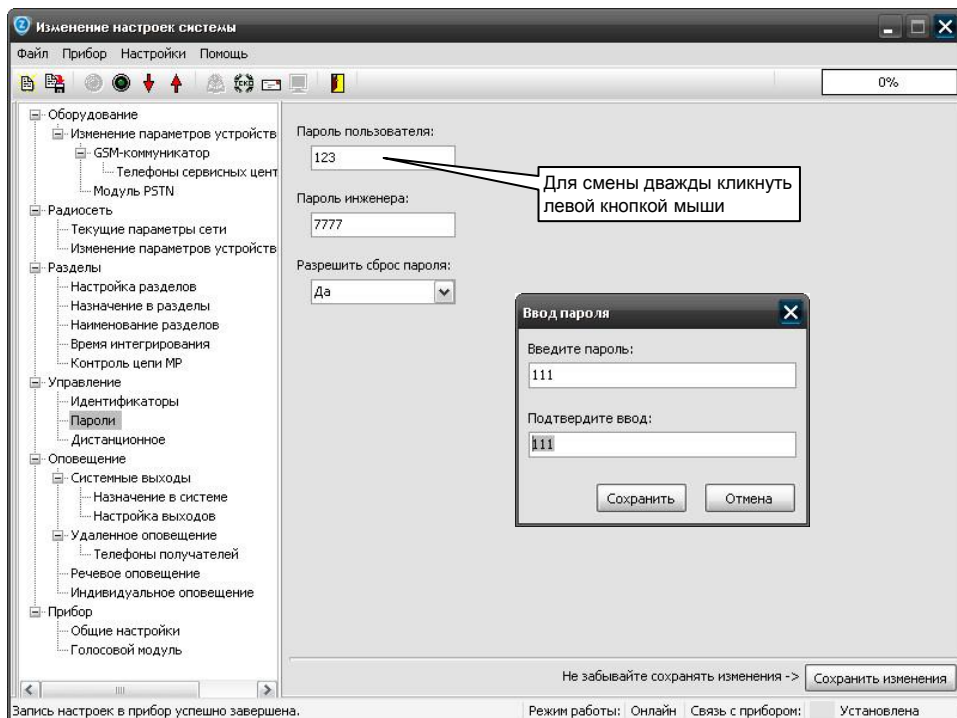 Изменение настроек системы
Файл Прибор Настройки Помощь
0%
Оборудование
Изменение параметров устройств
GSM-коммуникатор
Телефоны сервисных цент
Модуль PSTN
Радиосеть
Текущие параметры сети
Изменение параметров устройств
Разделы
Настройка разделов
Назначение в разделы
Наименование разделов
Время интегрирования
Контроль цепи МР
Управление
Идентификаторы
Пароли
Дистанционное
Оповещение
Системные выходы
Назначение в системе
Настройка выходов
Удаленное оповещение
Телефоны получателей
Речевое оповещение
Индивидуальное оповещение
Прибор
Общие настройки
Голосовой модуль
Пароль пользователя:
123
Для смены дважды кликнуть
левой кнопкой мыши
Пароль инженера:
7777
Разрешить сброс пароля:
Да
Ввод пароля
Введите пароль:
111
Подтвердите ввод:
111
Сохранить Отмена
Не забывайте сохранять изменения -> Сохранить изменения
Запись настроек в прибор успешно завершена. Режим работы: Онлайн Связь с прибором: Установлена